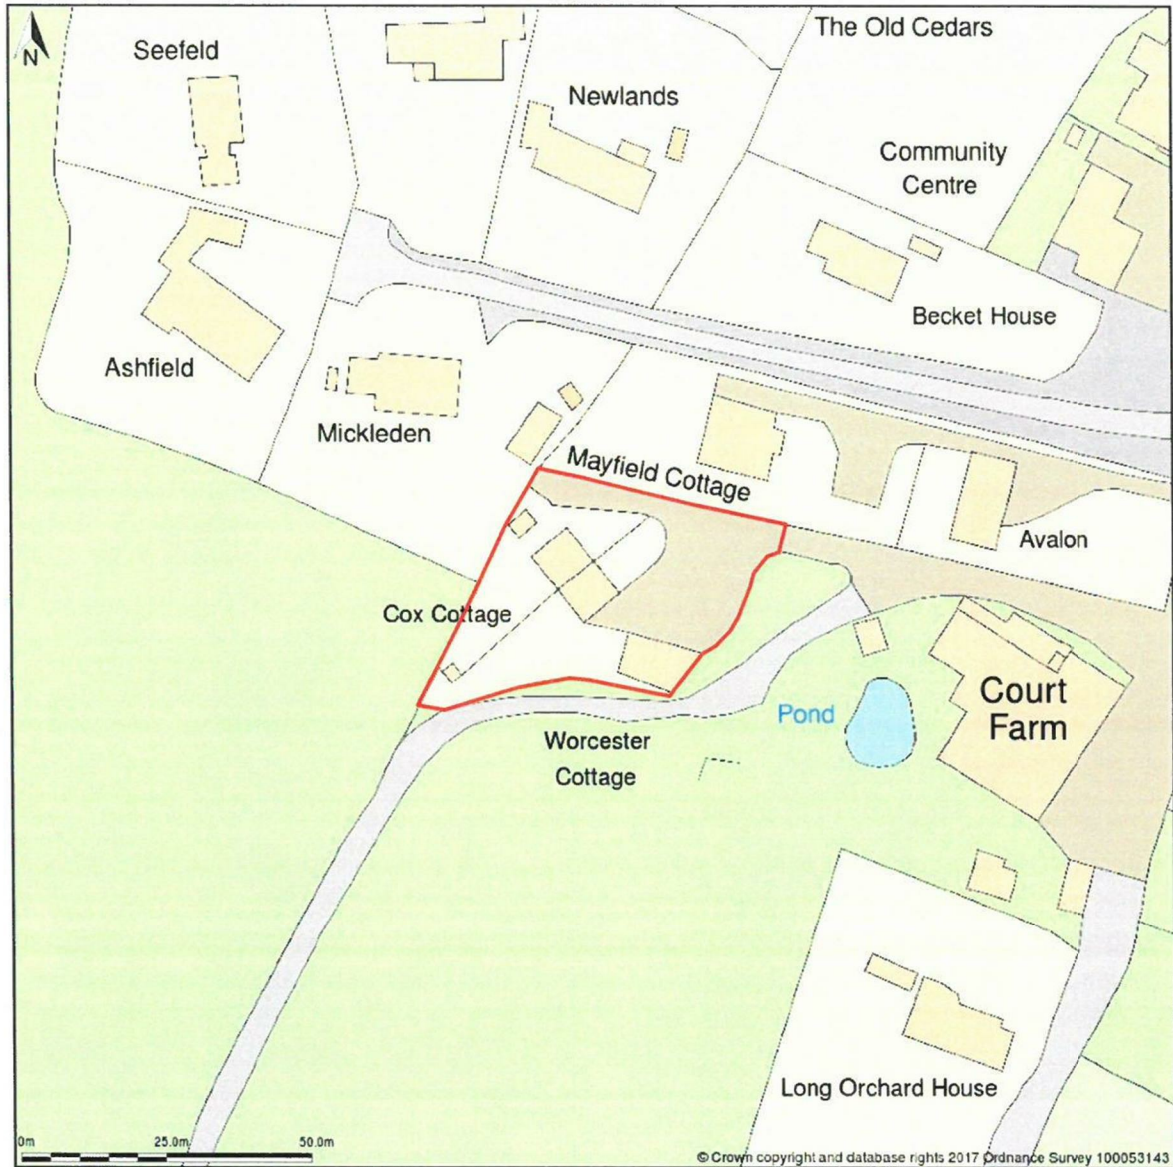 The Old Cedars
Seefeld
N
Newlands
Community
Centre
Becket House
Ashfield
Mickleden
Mayfield Cottage
Avalon
Cox Cottage
Court
Farm
Pond
Worcester
Cottage
Long Orchard House
0m 25.0m 50.0m
© Crown copyright and database rights 2017 Ordnance Survey 100053143